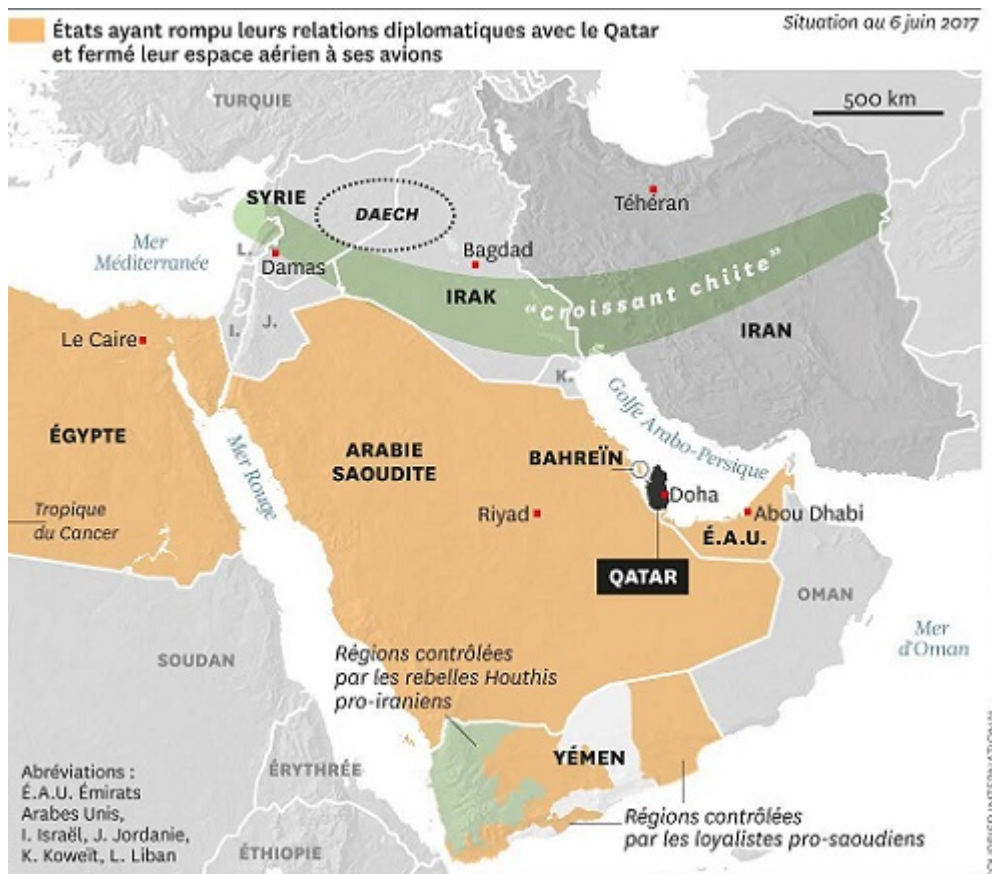 États ayant rompu leurs relations diplomatiques avec le Qatar
et fermé leur espace aérien à ses avions
Situation au 6 juin 2017
500 km
TURQUIE
SYRIE
DAECH
Téhéran
Mer
Méditerranée
L.
Damas
Bagdad
IRAK
"Croissant chiite"
IRAN
I.
J.
K.
Le Caire
ÉGYPTE
Mer Rouge
ARABIE
SAOUDITE
Golfe Arabo-Persique
BAHREÏN
Doha
Riyad
Abou Dhabi
É.A.U.
QATAR
Tropique
du Cancer
OMAN
Mer
d'Oman
SOUDAN
Régions contrôlées
par les rebelles Houthis
pro-iraniens
YÉMEN
ÉRYTHRÉE
Abréviations :
É.A.U. Émirats
Arabes Unis,
I. Israël, J. Jordanie,
K. Koweït, L. Liban
ÉTHIOPIE
Régions contrôlées
par les loyalistes pro-saoudiens